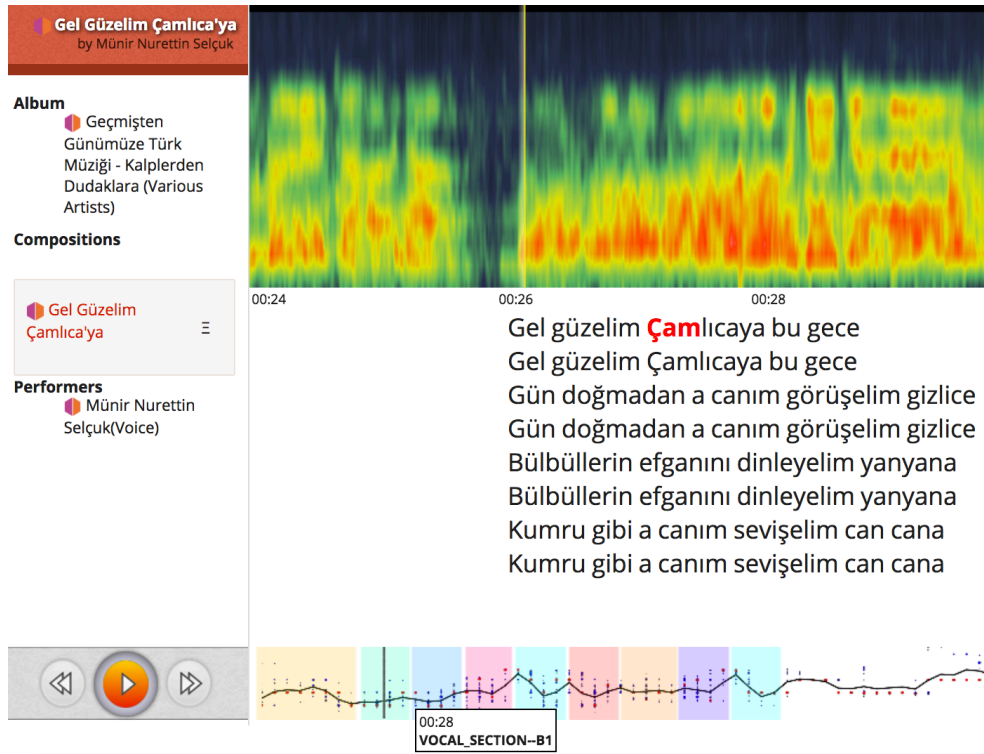 Gel Güzelim Çamlıca'ya
by Münir Nurettin Selçuk
Album
Geçmişten
Günümüze Türk
Müziği - Kalplerden
Dudaklara (Various
Artists)
Compositions
Gel Güzelim
Çamlıca'ya
Performers
Münir Nurettin
Selçuk(Voice)
00:24
00:26
00:28
Gel güzelim Çamlıcaya bu gece
Gel güzelim Çamlıcaya bu gece
Gün doğmadan a canım görüşelim gizlice
Gün doğmadan a canım görüşelim gizlice
Bülbüllerin efganını dinleyelim yanyana
Bülbüllerin efganını dinleyelim yanyana
Kumru gibi a canım sevişelim can cana
Kumru gibi a canım sevişelim can cana
00:28
VOCAL_SECTION--B1